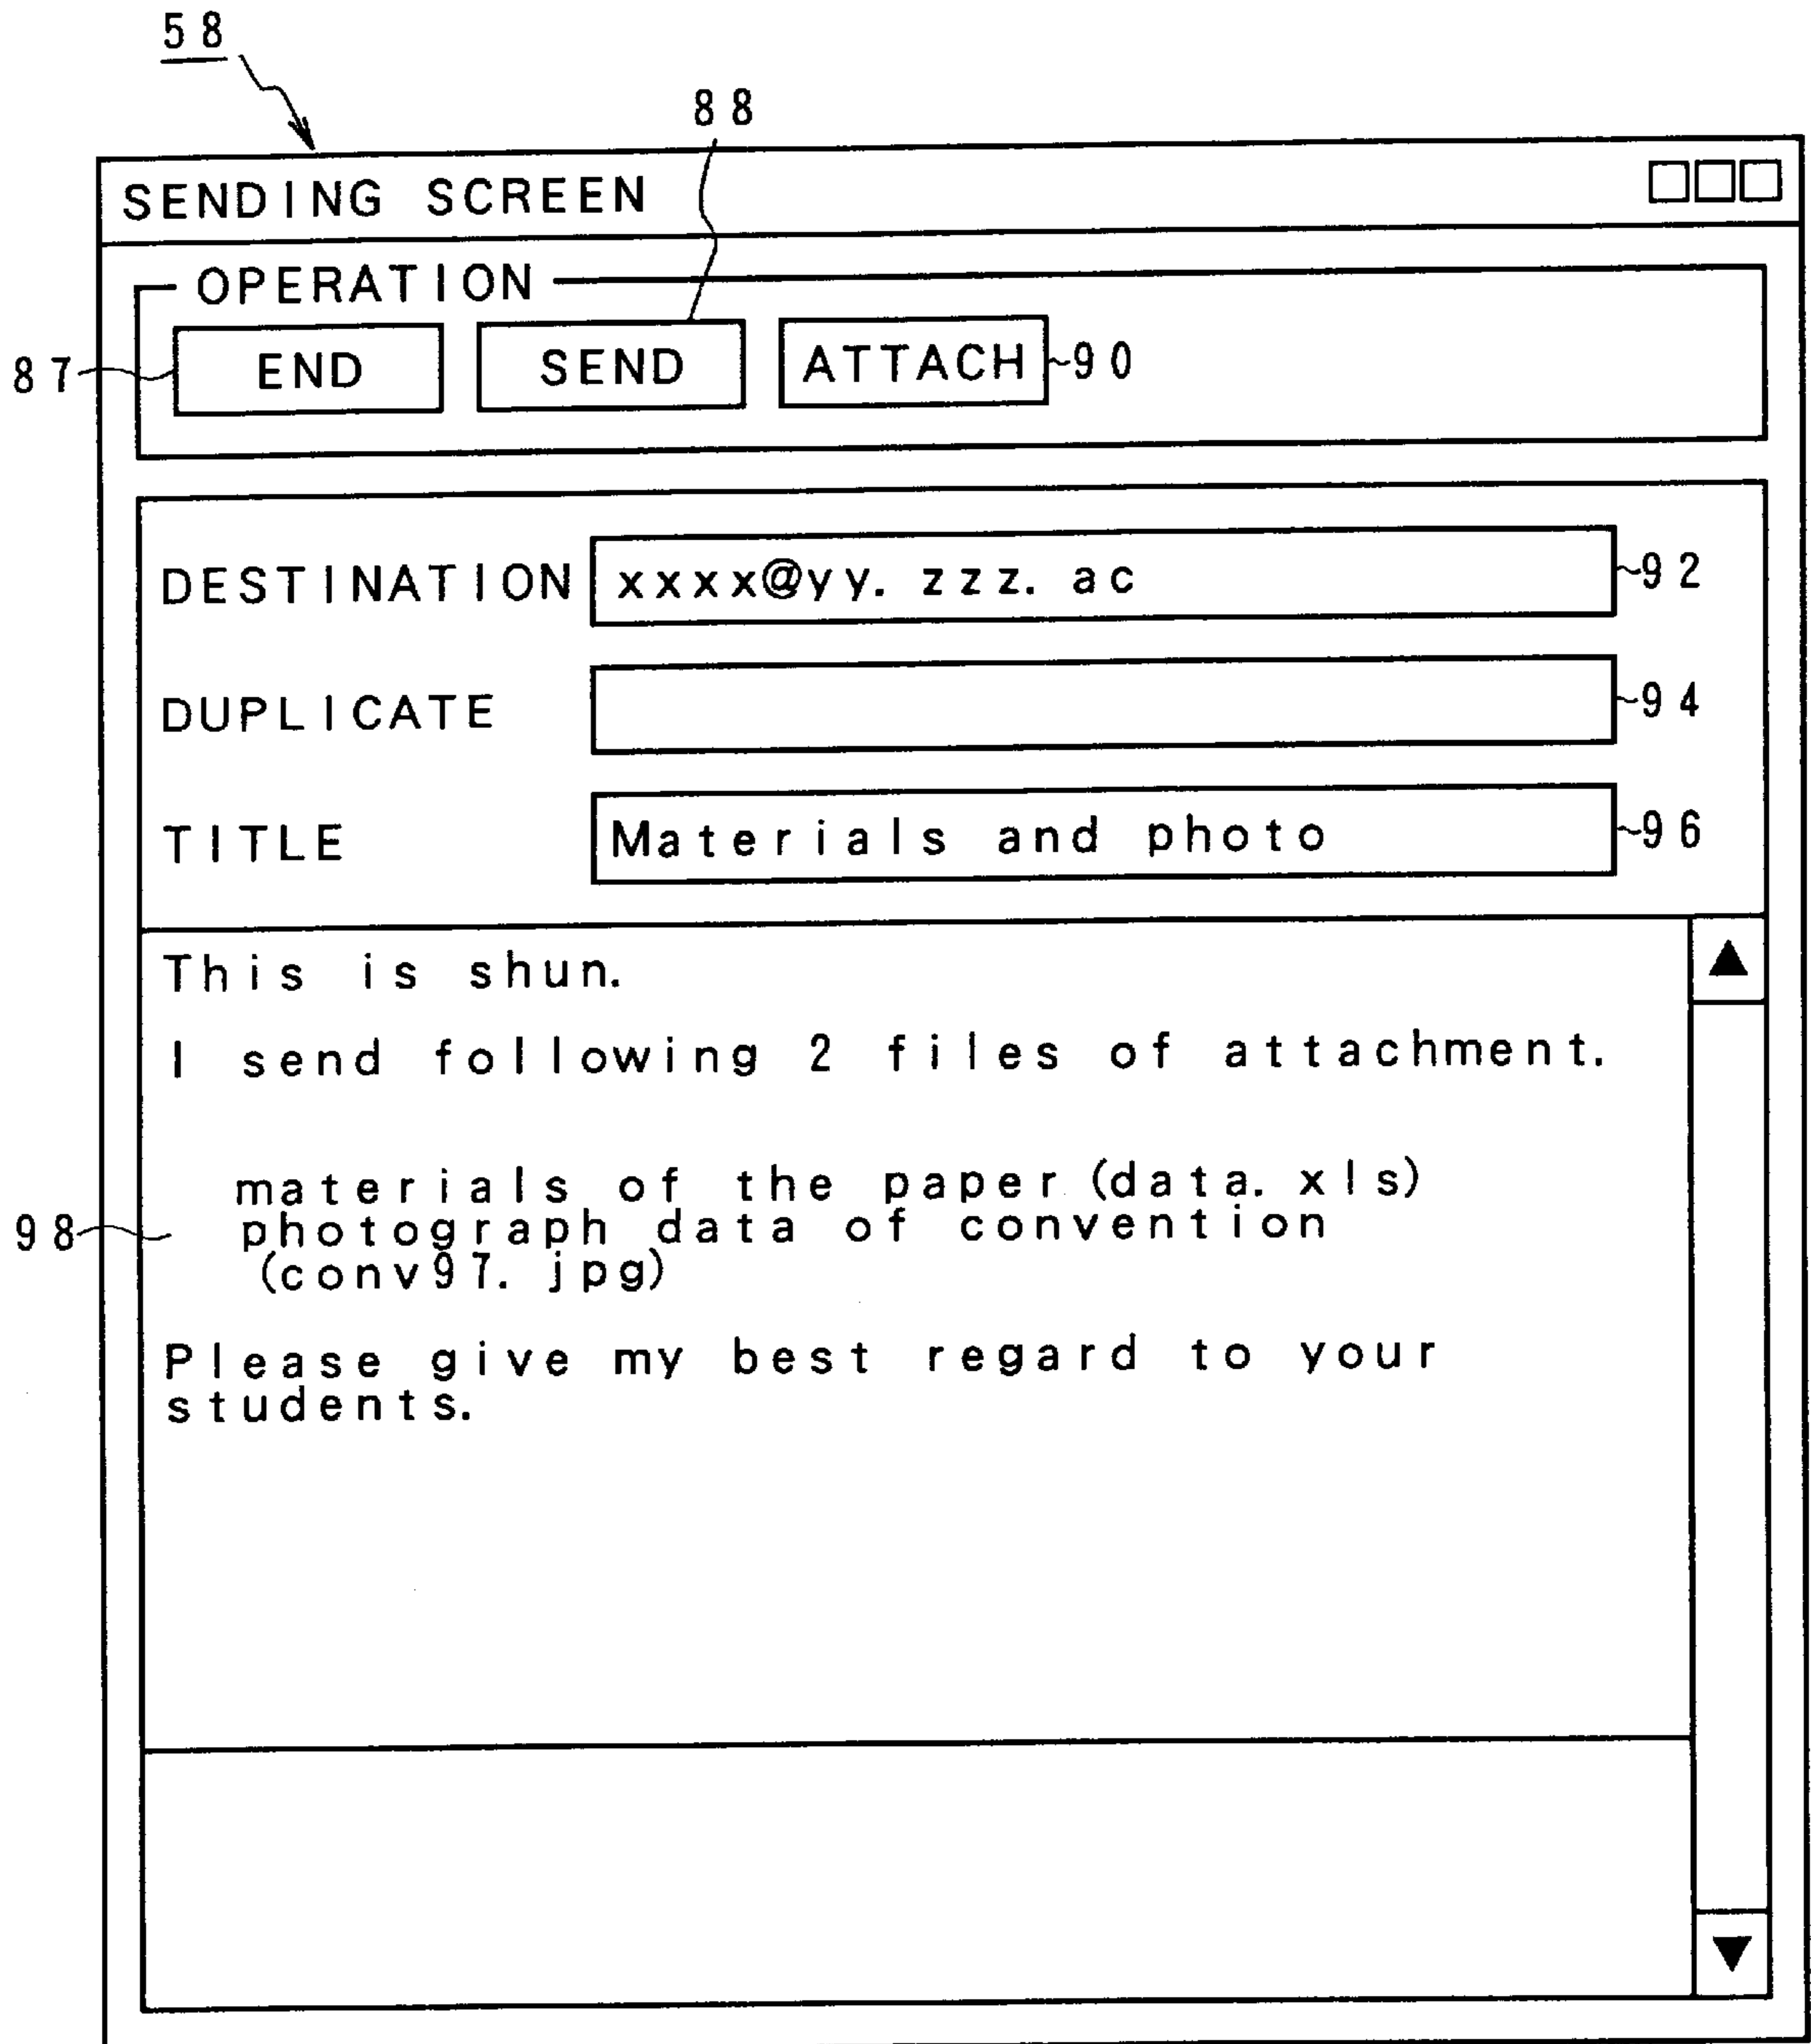 58
88
SENDING SCREEN
OPERATION
87 END SEND ATTACH 90
DESTINATION xxxx@yy.zzz.ac 92
DUPLICATE 94
TITLE Materials and photo 96
This is shun.
I send following 2 files of attachment.
materials of the paper (data.xls)
98 photograph data of convention
(conv97.jpg)
Please give my best regard to your
students.